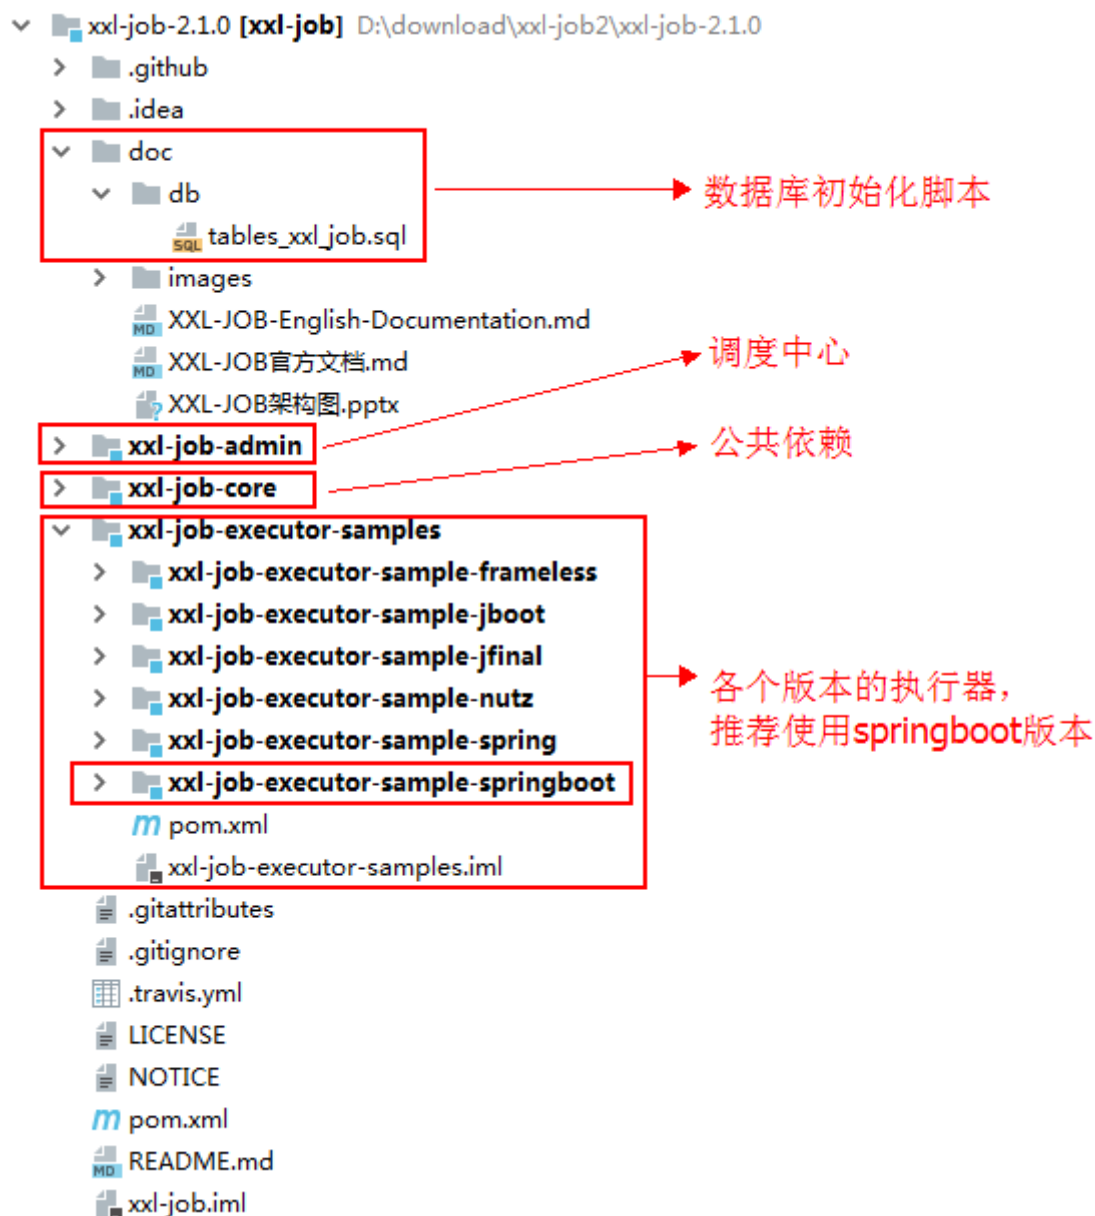 xxl-job-2.1.0 [xxl-job] D:\download\xxl-job2\xxl-job-2.1.0
.github
.idea
doc
db
数据库初始化脚本
SQL tables_xxl_job.sql
images
MD XXL-JOB-English-Documentation.md
调度中心
MD XXL-JOB官方文档.md
XXL-JOB架构图.pptx
xxl-job-admin
公共依赖
xxl-job-core
xxl-job-executor-samples
xxl-job-executor-sample-frameless
xxl-job-executor-sample-jboot
xxl-job-executor-sample-jfinal
xxl-job-executor-sample-nutz
各个版本的执行器，
推荐使用springboot版本
xxl-job-executor-sample-spring
xxl-job-executor-sample-springboot
m pom.xml
xxl-job-executor-samples.iml
.gitattributes
.gitignore
.travis.yml
LICENSE
NOTICE
m pom.xml
MD README.md
xxl-job.iml